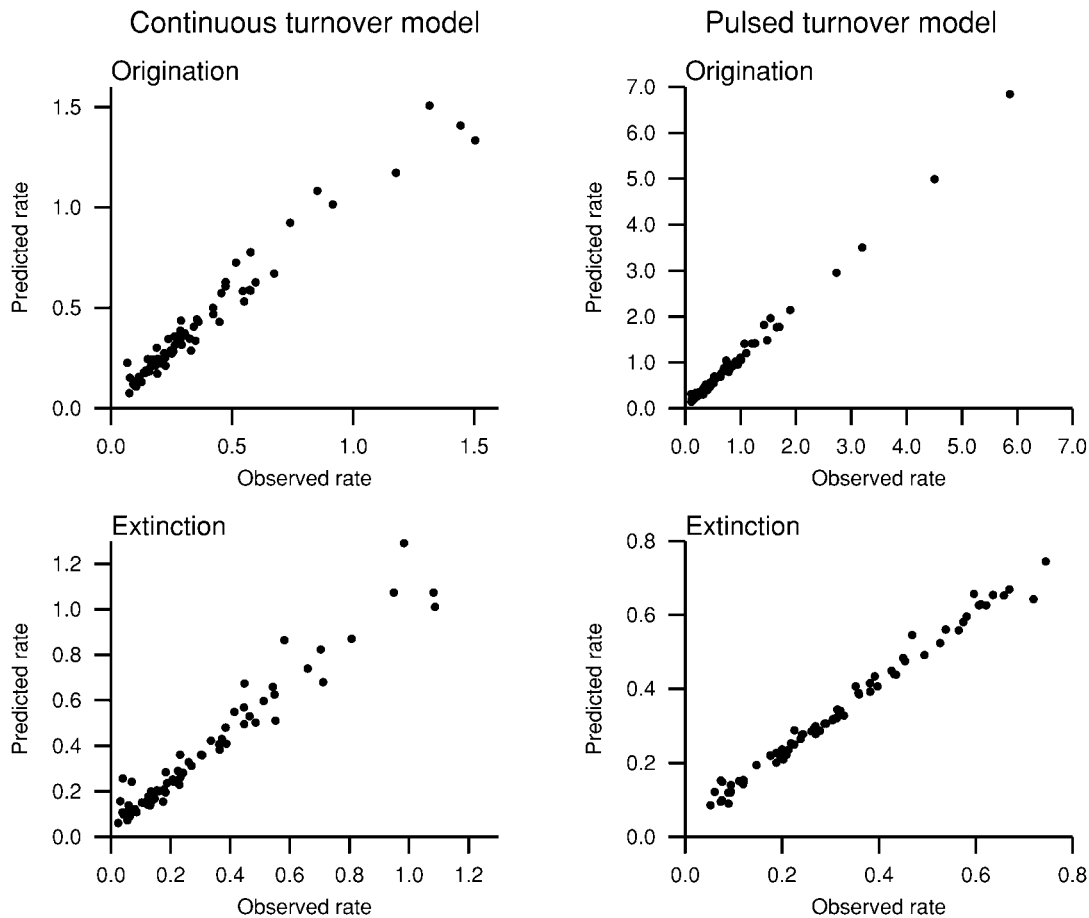 Continuous turnover model
Pulsed turnover model
Origination
1.5
1.0
0.5
0.0
Predicted rate
0.0 0.5 1.0 1.5
Observed rate
Origination
7.0
6.0
5.0
4.0
3.0
2.0
1.0
0.0
Predicted rate
0.0 1.0 2.0 3.0 4.0 5.0 6.0 7.0
Observed rate
Extinction
1.2
1.0
0.8
0.6
0.4
0.2
0.0
Predicted rate
0.0 0.2 0.4 0.6 0.8 1.0 1.2
Observed rate
Extinction
0.8
0.6
0.4
0.2
0.0
Predicted rate
0.0 0.2 0.4 0.6 0.8
Observed rate